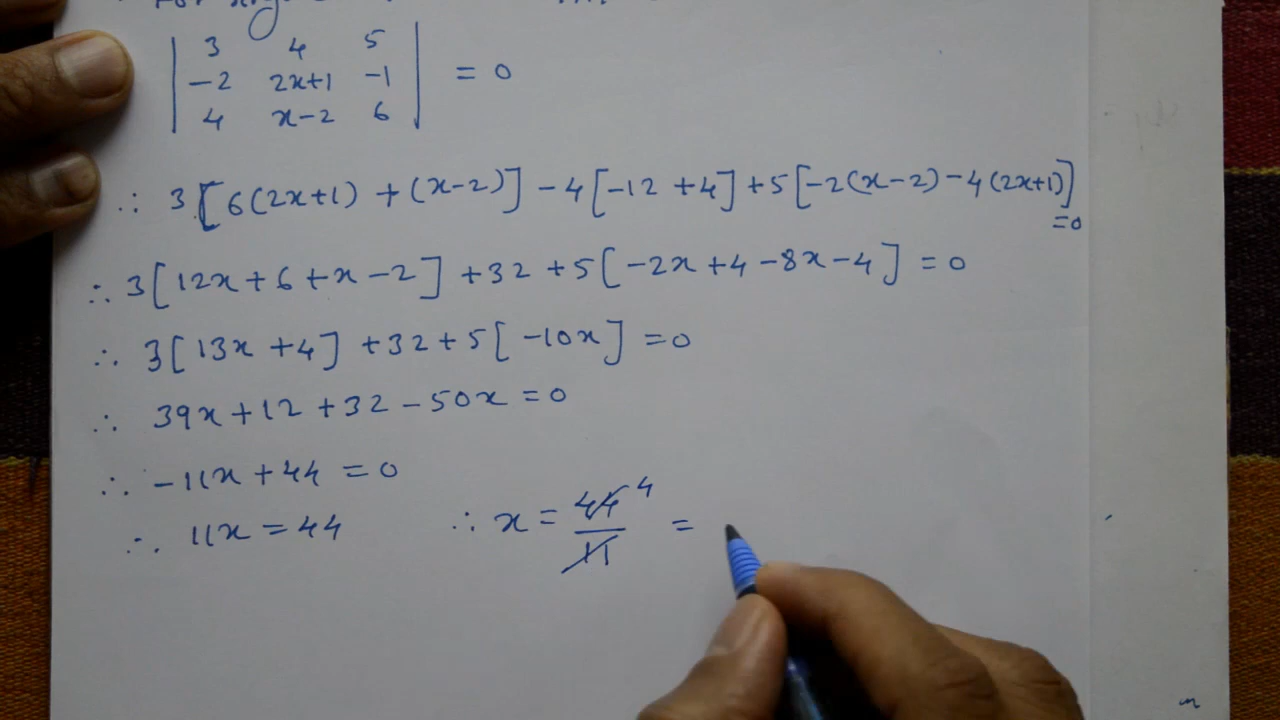 For
| 3 4 5 |
| -2 2x+1 -1 | = 0
| 4 x-2 6 |
∴ 3[6(2x+1) + (x-2)] - 4[-12 + 4] + 5[-2(x-2) - 4(2x+1)]
=0
∴ 3[12x + 6 + x - 2] + 32 + 5[-2x + 4 - 8x - 4] = 0
∴ 3[13x + 4] + 32 + 5[-10x] = 0
∴ 39x + 12 + 32 - 50x = 0
∴ -11x + 44 = 0
∴ 11x = 44 ∴ x = 44/11 4 =